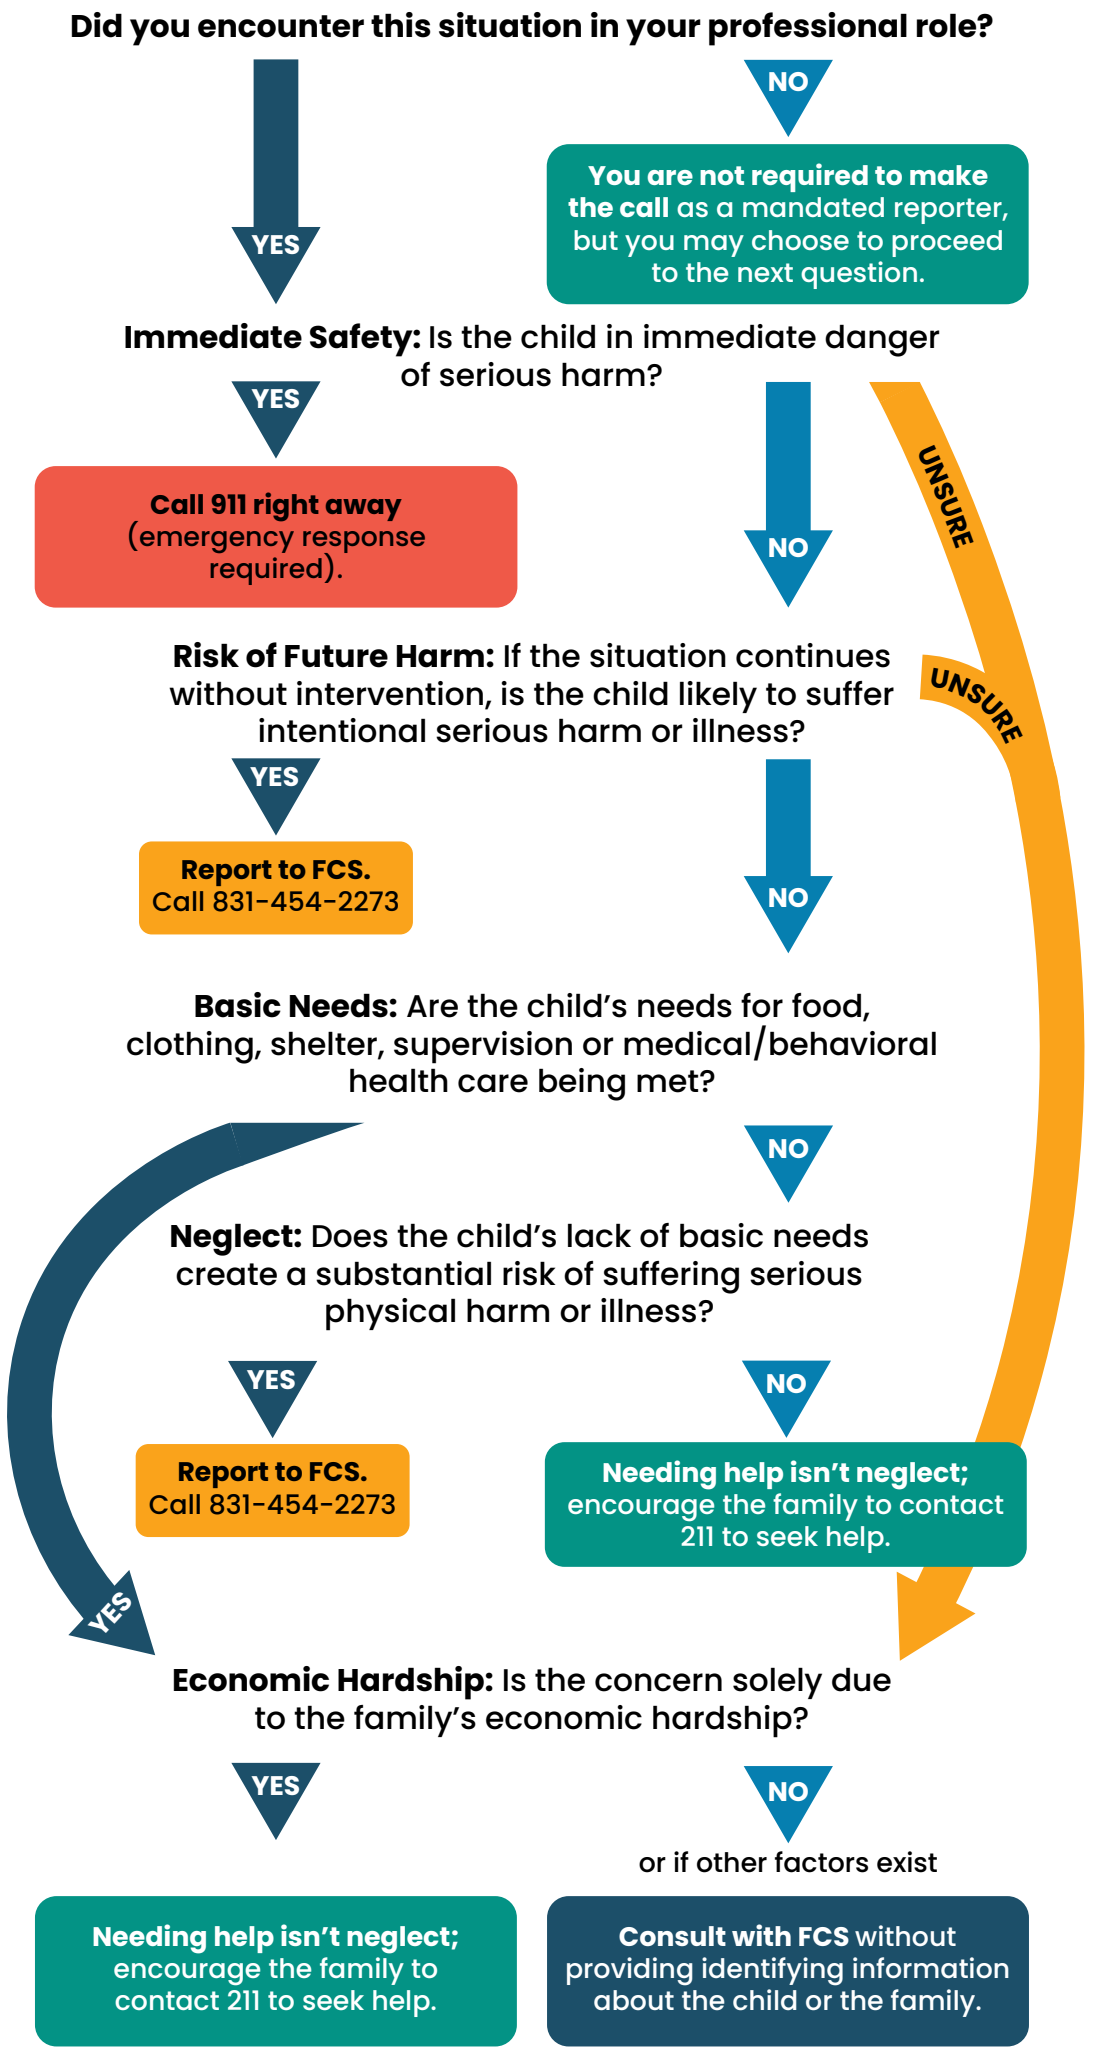 Did you encounter this situation in your professional role?
NO
You are not required to make
the call as a mandated reporter,
but you may choose to proceed
to the next question.
YES
Immediate Safety: Is the child in immediate danger
of serious harm?
YES
Call 911 right away
(emergency response
required).
NO
UNSURE
Risk of Future Harm: If the situation continues
without intervention, is the child likely to suffer
intentional serious harm or illness?
UNSURE
YES
Report to FCS.
Call 831-454-2273
NO
Basic Needs: Are the child’s needs for food,
clothing, shelter, supervision or medical/behavioral
health care being met?
NO
Neglect: Does the child’s lack of basic needs
create a substantial risk of suffering serious
physical harm or illness?
YES
Report to FCS.
Call 831-454-2273
NO
Needing help isn’t neglect;
encourage the family to contact
211 to seek help.
YES
Economic Hardship: Is the concern solely due
to the family’s economic hardship?
YES
Needing help isn’t neglect;
encourage the family to
contact 211 to seek help.
NO
or if other factors exist
Consult with FCS without
providing identifying information
about the child or the family.